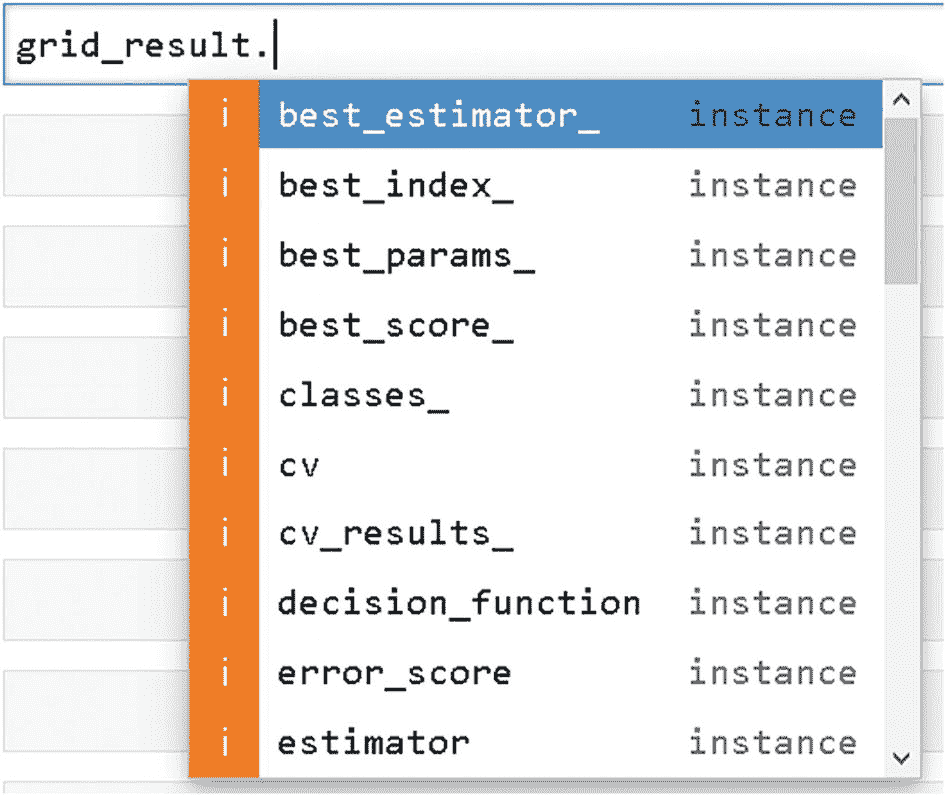 grid_result.
i best_estimator_ instance
i best_index_ instance
i best_params_ instance
i best_score_ instance
i classes_ instance
i cv instance
i cv_results_ instance
i decision_function instance
i error_score instance
i estimator instance